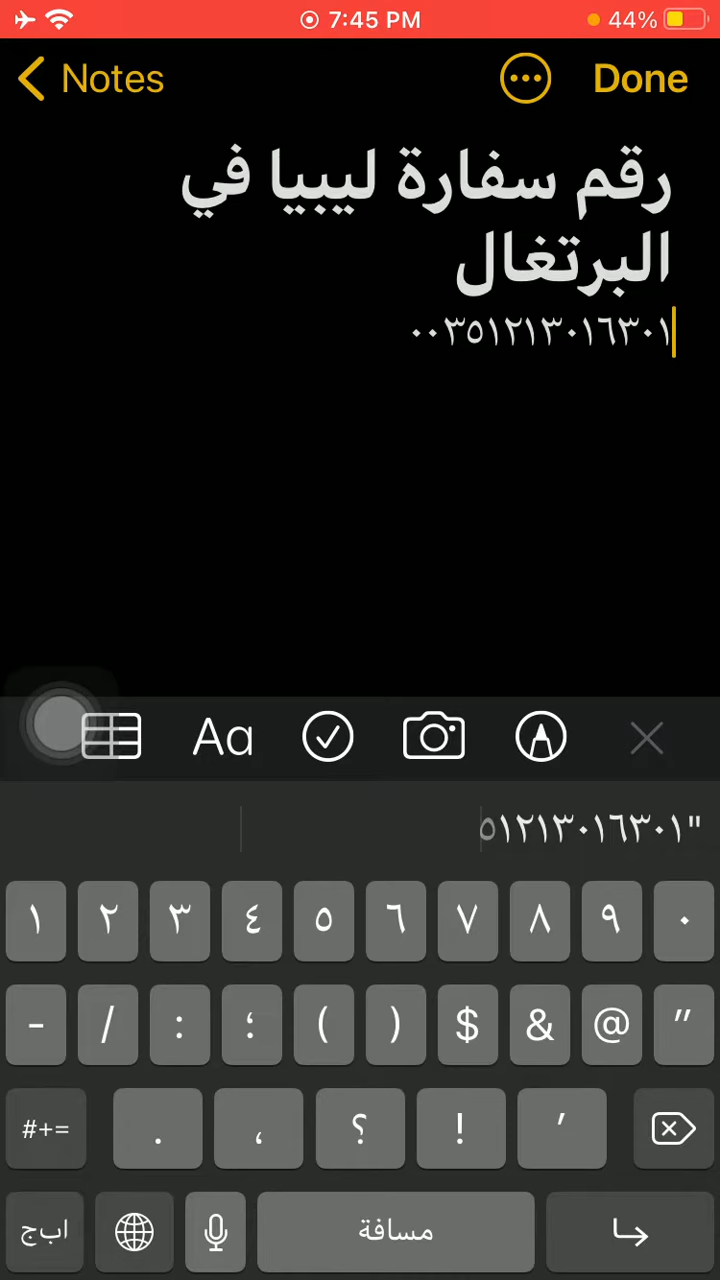 7:45 PM
44%
Notes
Done
رقم سفارة ليبيا في
البرتغال
٠٠٣٥١٢١٣٠١٦٣٠١
Aa
٥١٢١٣٠١٦٣٠١"
١ ٢ ٣ ٤ ٥ ٦ ٧ ٨ ٩ ٠
- / : ؛ ( ) $ & @ "
#+= . ، ؟ ! '
اب‌ج مسافة